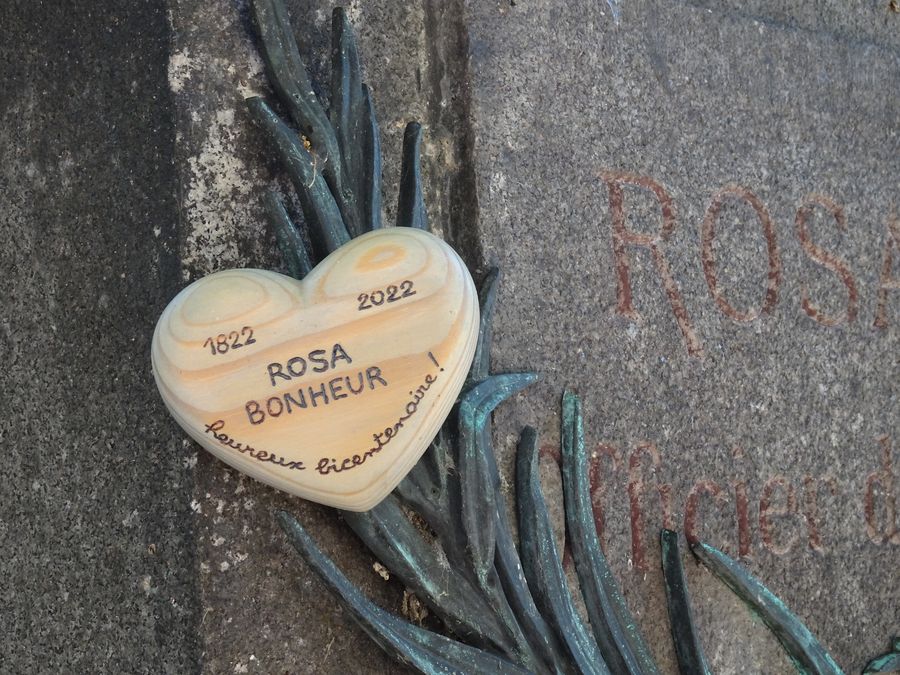 1822
2022
ROSA
BONHEUR
heureux bicentenaire !
ROSA
Officier d